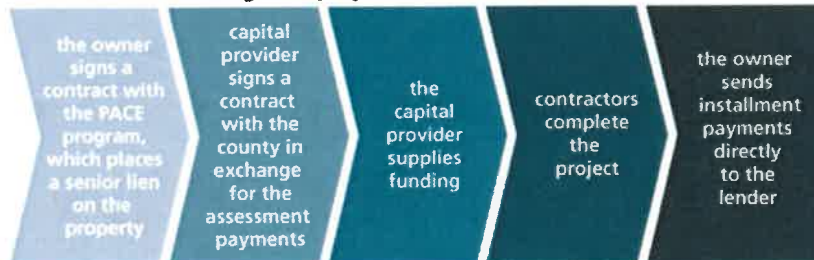 the owner
signs a
contract with
the PACE
program,
which places
a senior lien
on the
property
capital
provider
signs a
contract
with the
county in
exchange
for the
assessment
payments
the
capital
provider
supplies
funding
contractors
complete
the
project
the owner
sends
installment
payments
directly
to the
lender